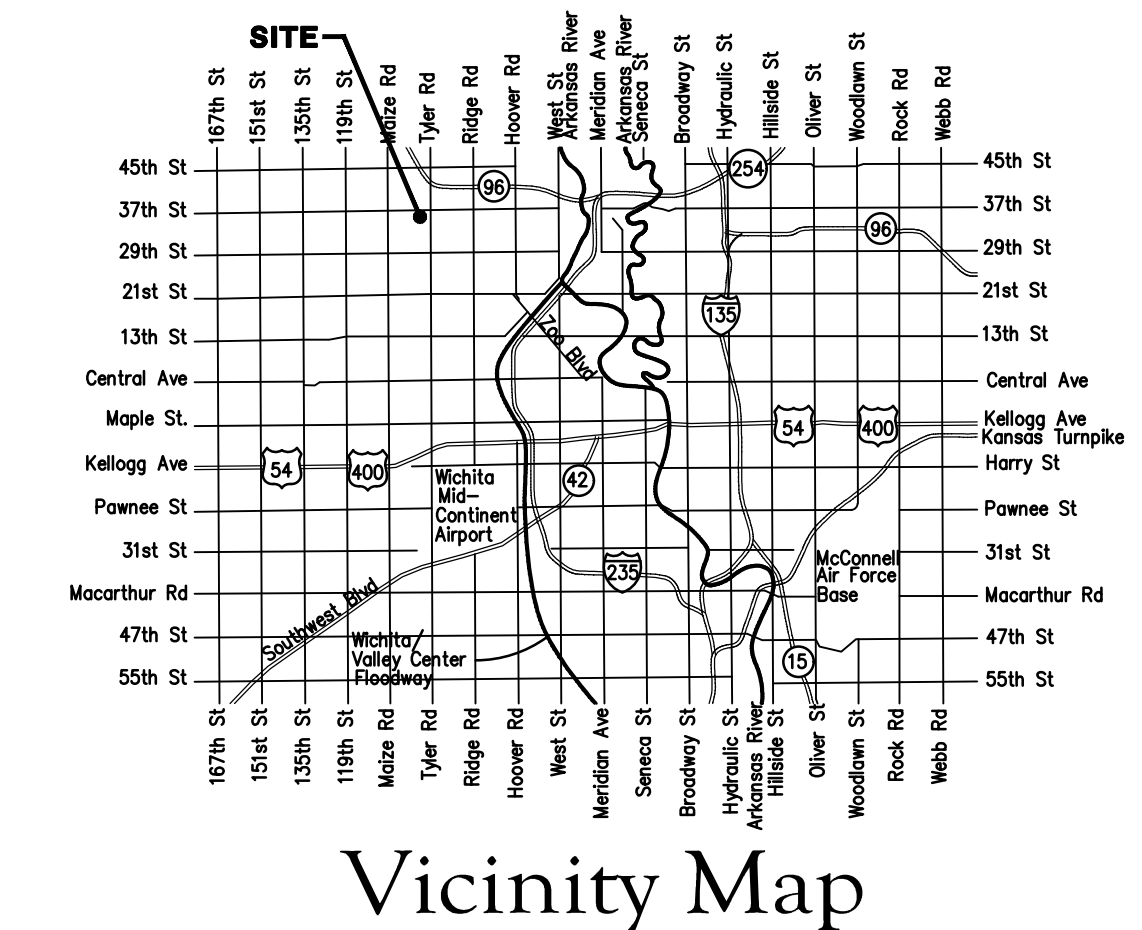 SITE
167th St
151st St
135th St
119th St
Maize Rd
Tyler Rd
Ridge Rd
Hoover Rd
West St
Arkansas River
Meridian Ave
Arkansas River
Seneca St
Broadway St
Hydraulic St
Hillside St
Oliver St
Woodlawn St
Rock Rd
Webb Rd
45th St
37th St
29th St
21st St
13th St
Central Ave
Maple St.
Kellogg Ave
Pawnee St
31st St
Macarthur Rd
47th St
55th St
96
254
96
135
Zoo Blvd
54
400
54
400
42
Wichita
Mid-
Continent
Airport
235
McConnell
Air Force
Base
Southwest Blvd
Wichita/
Valley Center
Floodway
15
45th St
37th St
29th St
21st St
13th St
Central Ave
Kellogg Ave
Kansas Turnpike
Harry St
Pawnee St
31st St
Macarthur Rd
47th St
55th St
167th St
151st St
135th St
119th St
Maize Rd
Tyler Rd
Ridge Rd
Hoover Rd
West St
Meridian Ave
Seneca St
Broadway St
Hydraulic St
Arkansas River
Hillside St
Oliver St
Woodlawn St
Rock Rd
Webb Rd
Vicinity Map